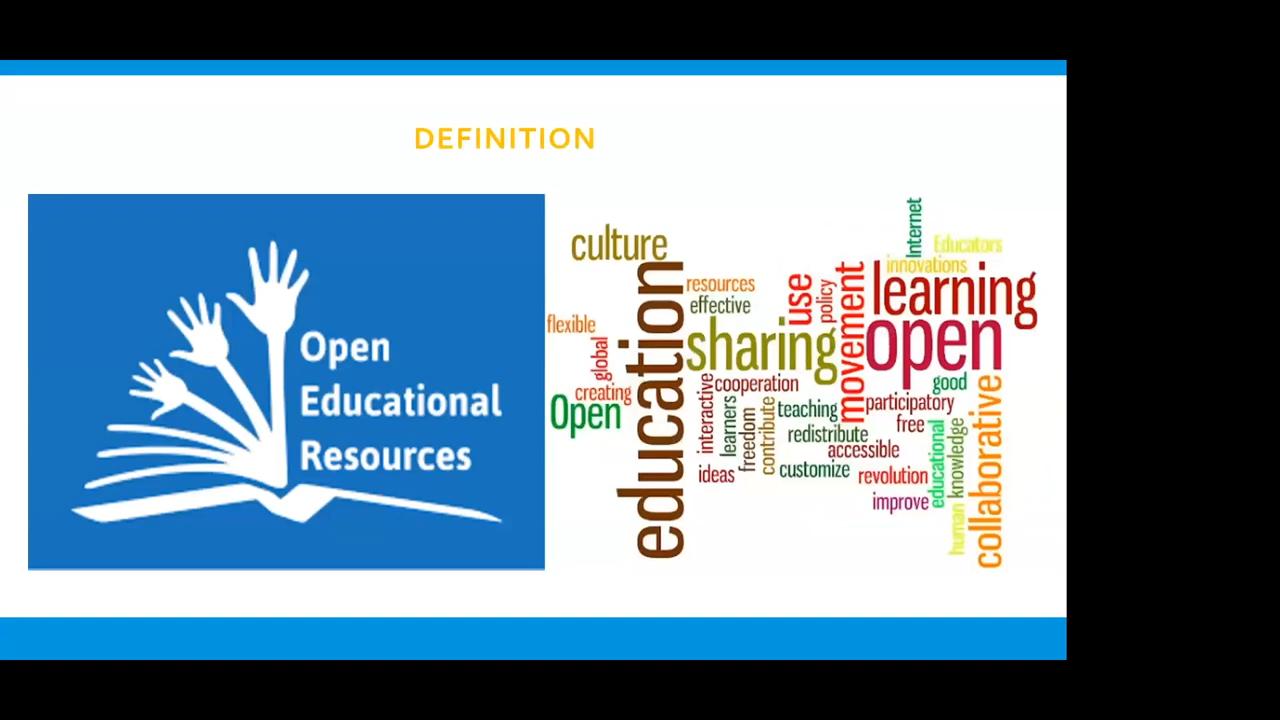 DEFINITION
Open
Educational
Resources
culture
education
resources
effective
flexible
global
creating
Open
sharing
use
policy
movement
Internet
Educators
innovations
learning
open
interactive
cooperation
learners
freedom
contribute
teaching
redistribute
accessible
customize
ideas
participatory
good
free
revolution
improve
educational
knowledge
human
collaborative